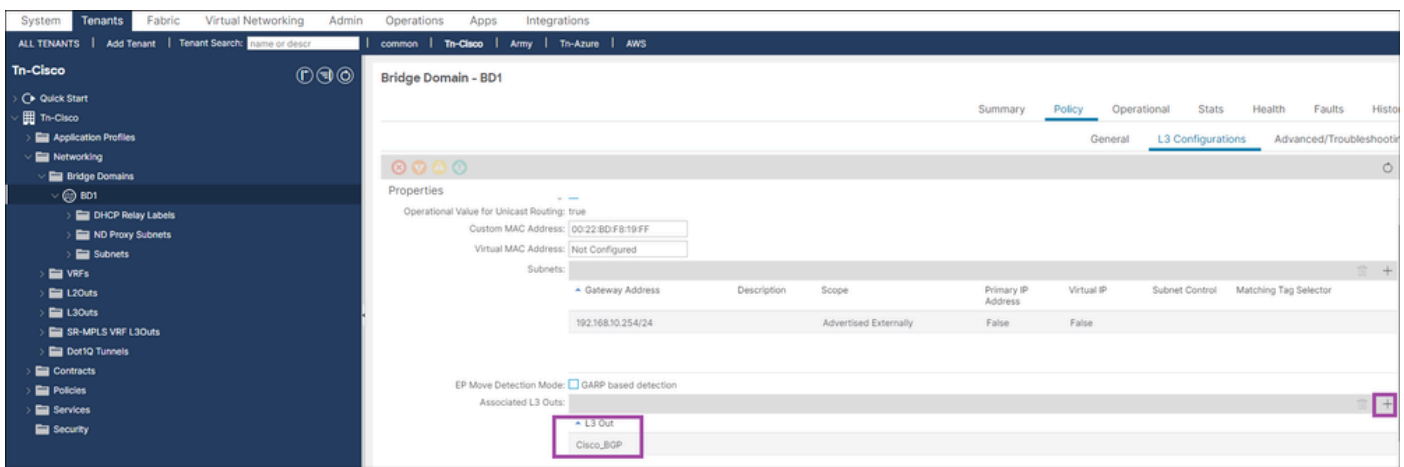 System Tenants Fabric Virtual Networking Admin Operations Apps Integrations
ALL TENANTS | Add Tenant | Tenant Search: name or descr | common | Tn-Cisco | Army | Tn-Azure | AWS
Tn-Cisco
Quick Start
Tn-Cisco
Application Profiles
Networking
Bridge Domains
BD1
DHCP Relay Labels
ND Proxy Subnets
Subnets
VRFs
L2Outs
L3Outs
SR-MPLS VRF L3Outs
Dot1Q Tunnels
Contracts
Policies
Services
Security
Bridge Domain - BD1
Summary Policy Operational Stats Health Faults Histo
General L3 Configurations Advanced/Troubleshootin
Properties
Operational Value for Unicast Routing: true
Custom MAC Address: 00:22:BD:F8:19:FF
Virtual MAC Address: Not Configured
Subnets:
Gateway Address Description Scope Primary IP Address Virtual IP Subnet Control Matching Tag Selector
192.168.10.254/24 Advertised Externally False False
EP Move Detection Mode: GARP based detection
Associated L3 Outs:
L3 Out
Cisco_BGP